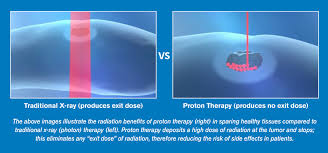 VS
Traditional X-ray (produces exit dose)
Proton Therapy (produces no exit dose)
The above images illustrate the radiation benefits of proton therapy (right) in sparing healthy tissues compared to
traditional x-ray (photon) therapy (left). Proton therapy deposits a high dose of radiation at the tumor and stops;
this eliminates any "exit dose" of radiation, therefore reducing the risk of side effects in patients.